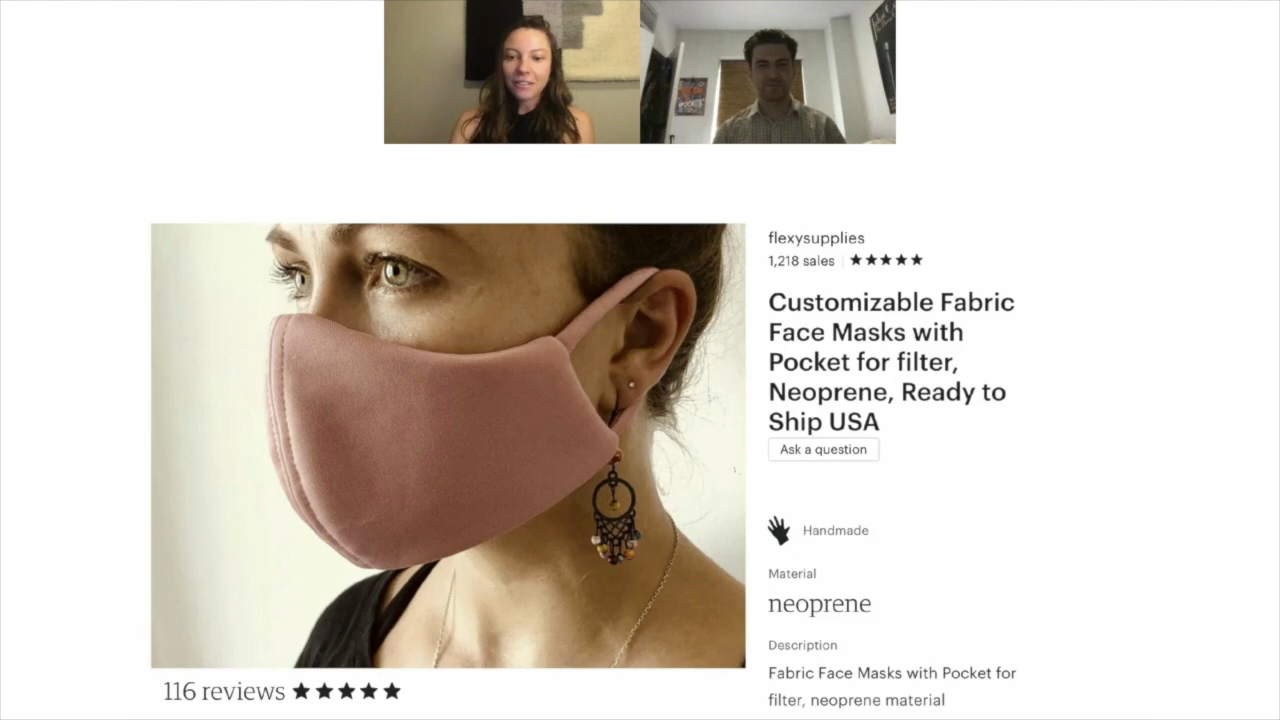 flexysupplies
1,218 sales
Customizable Fabric
Face Masks with
Pocket for filter,
Neoprene, Ready to
Ship USA
Ask a question
Handmade
Material
neoprene
Description
Fabric Face Masks with Pocket for
filter, neoprene material
116 reviews